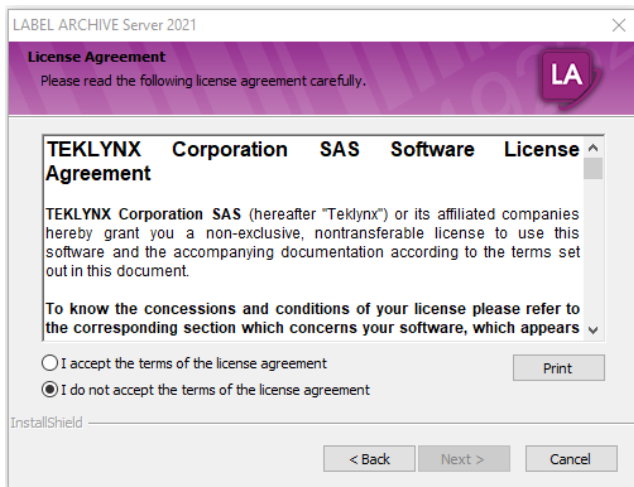 LABEL ARCHIVE Server 2021
License Agreement
Please read the following license agreement carefully.
LA
TEKLYNX Corporation SAS Software License
Agreement
TEKLYNX Corporation SAS (hereafter "Teklynx") or its affiliated companies
hereby grant you a non-exclusive, nontransferable license to use this
software and the accompanying documentation according to the terms set
out in this document.
To know the concessions and conditions of your license please refer to
the corresponding section which concerns your software, which appears
I accept the terms of the license agreement
Print
I do not accept the terms of the license agreement
InstallShield
< Back
Next >
Cancel